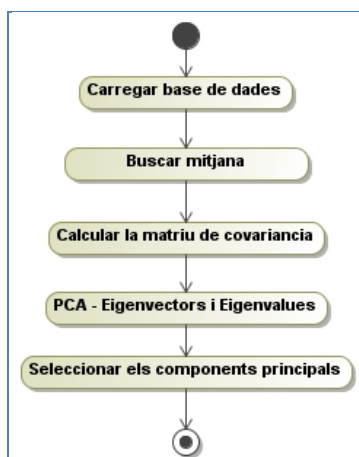 Carregar base de dades
Buscar mitjana
Calcular la matriu de covariancia
PCA - Eigenvectors i Eigenvalues
Seleccionar els components principals